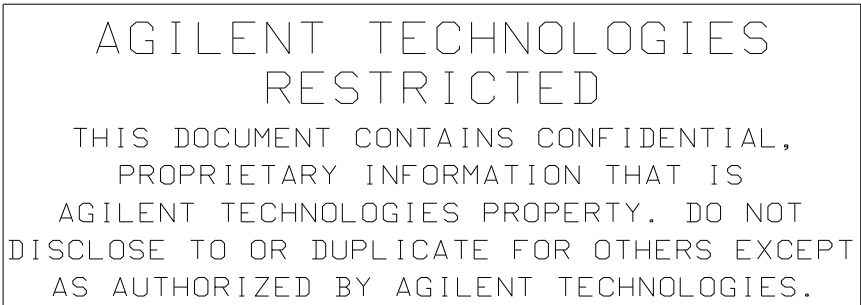 AGILENT TECHNOLOGIES
RESTRICTED
THIS DOCUMENT CONTAINS CONFIDENTIAL,
PROPRIETARY INFORMATION THAT IS
AGILENT TECHNOLOGIES PROPERTY. DO NOT
DISCLOSE TO OR DUPLICATE FOR OTHERS EXCEPT
AS AUTHORIZED BY AGILENT TECHNOLOGIES.